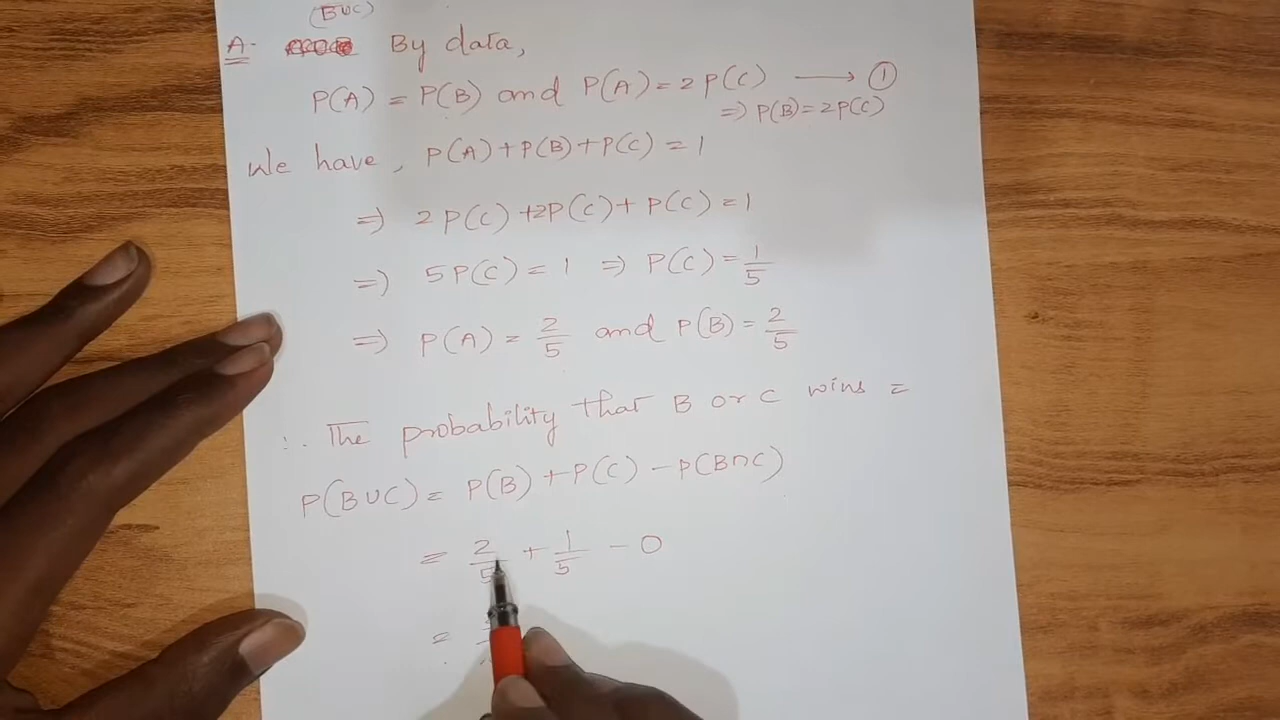 (BUC)
A- By data,
P(A) = P(B) and P(A) = 2P(C) ⟶ ①
⇒ P(B) = 2P(C)
We have, P(A)+P(B)+P(C) = 1
⇒ 2P(C)+2P(C)+P(C) = 1
⇒ 5P(C) = 1 ⇒ P(C) = 1/5
⇒ P(A) = 2/5 and P(B) = 2/5
∴ The probability that B or C wins =
P(B∪C) = P(B)+P(C)-P(B∩C)
= 2/5 + 1/5 - 0
=